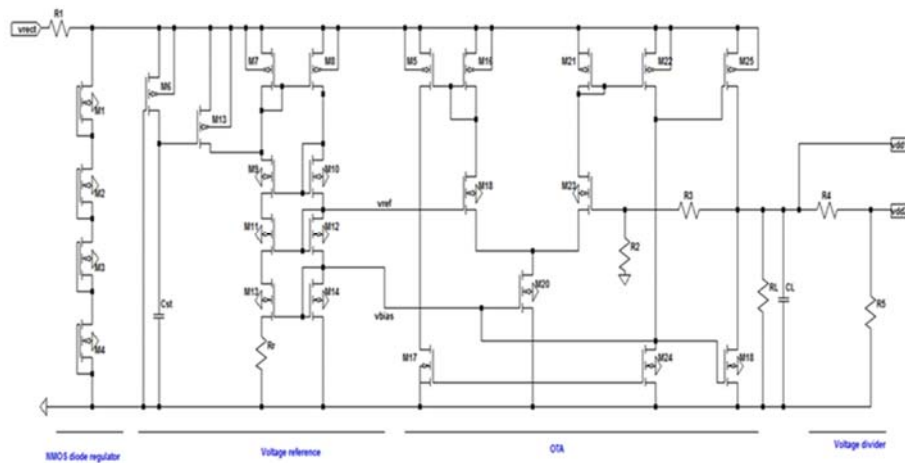 vrect
R1
M6
M13
M7
M8
M5
M16
M21
M22
M25
M1
M9
M10
M18
M23
R3
R4
M2
vref
M11
M12
R2
M20
M3
Cst
M13
M14
vbias
RL
CL
R5
M4
Rr
M17
M24
M18
NMOS diode regulator
Voltage reference
OTA
Voltage divider